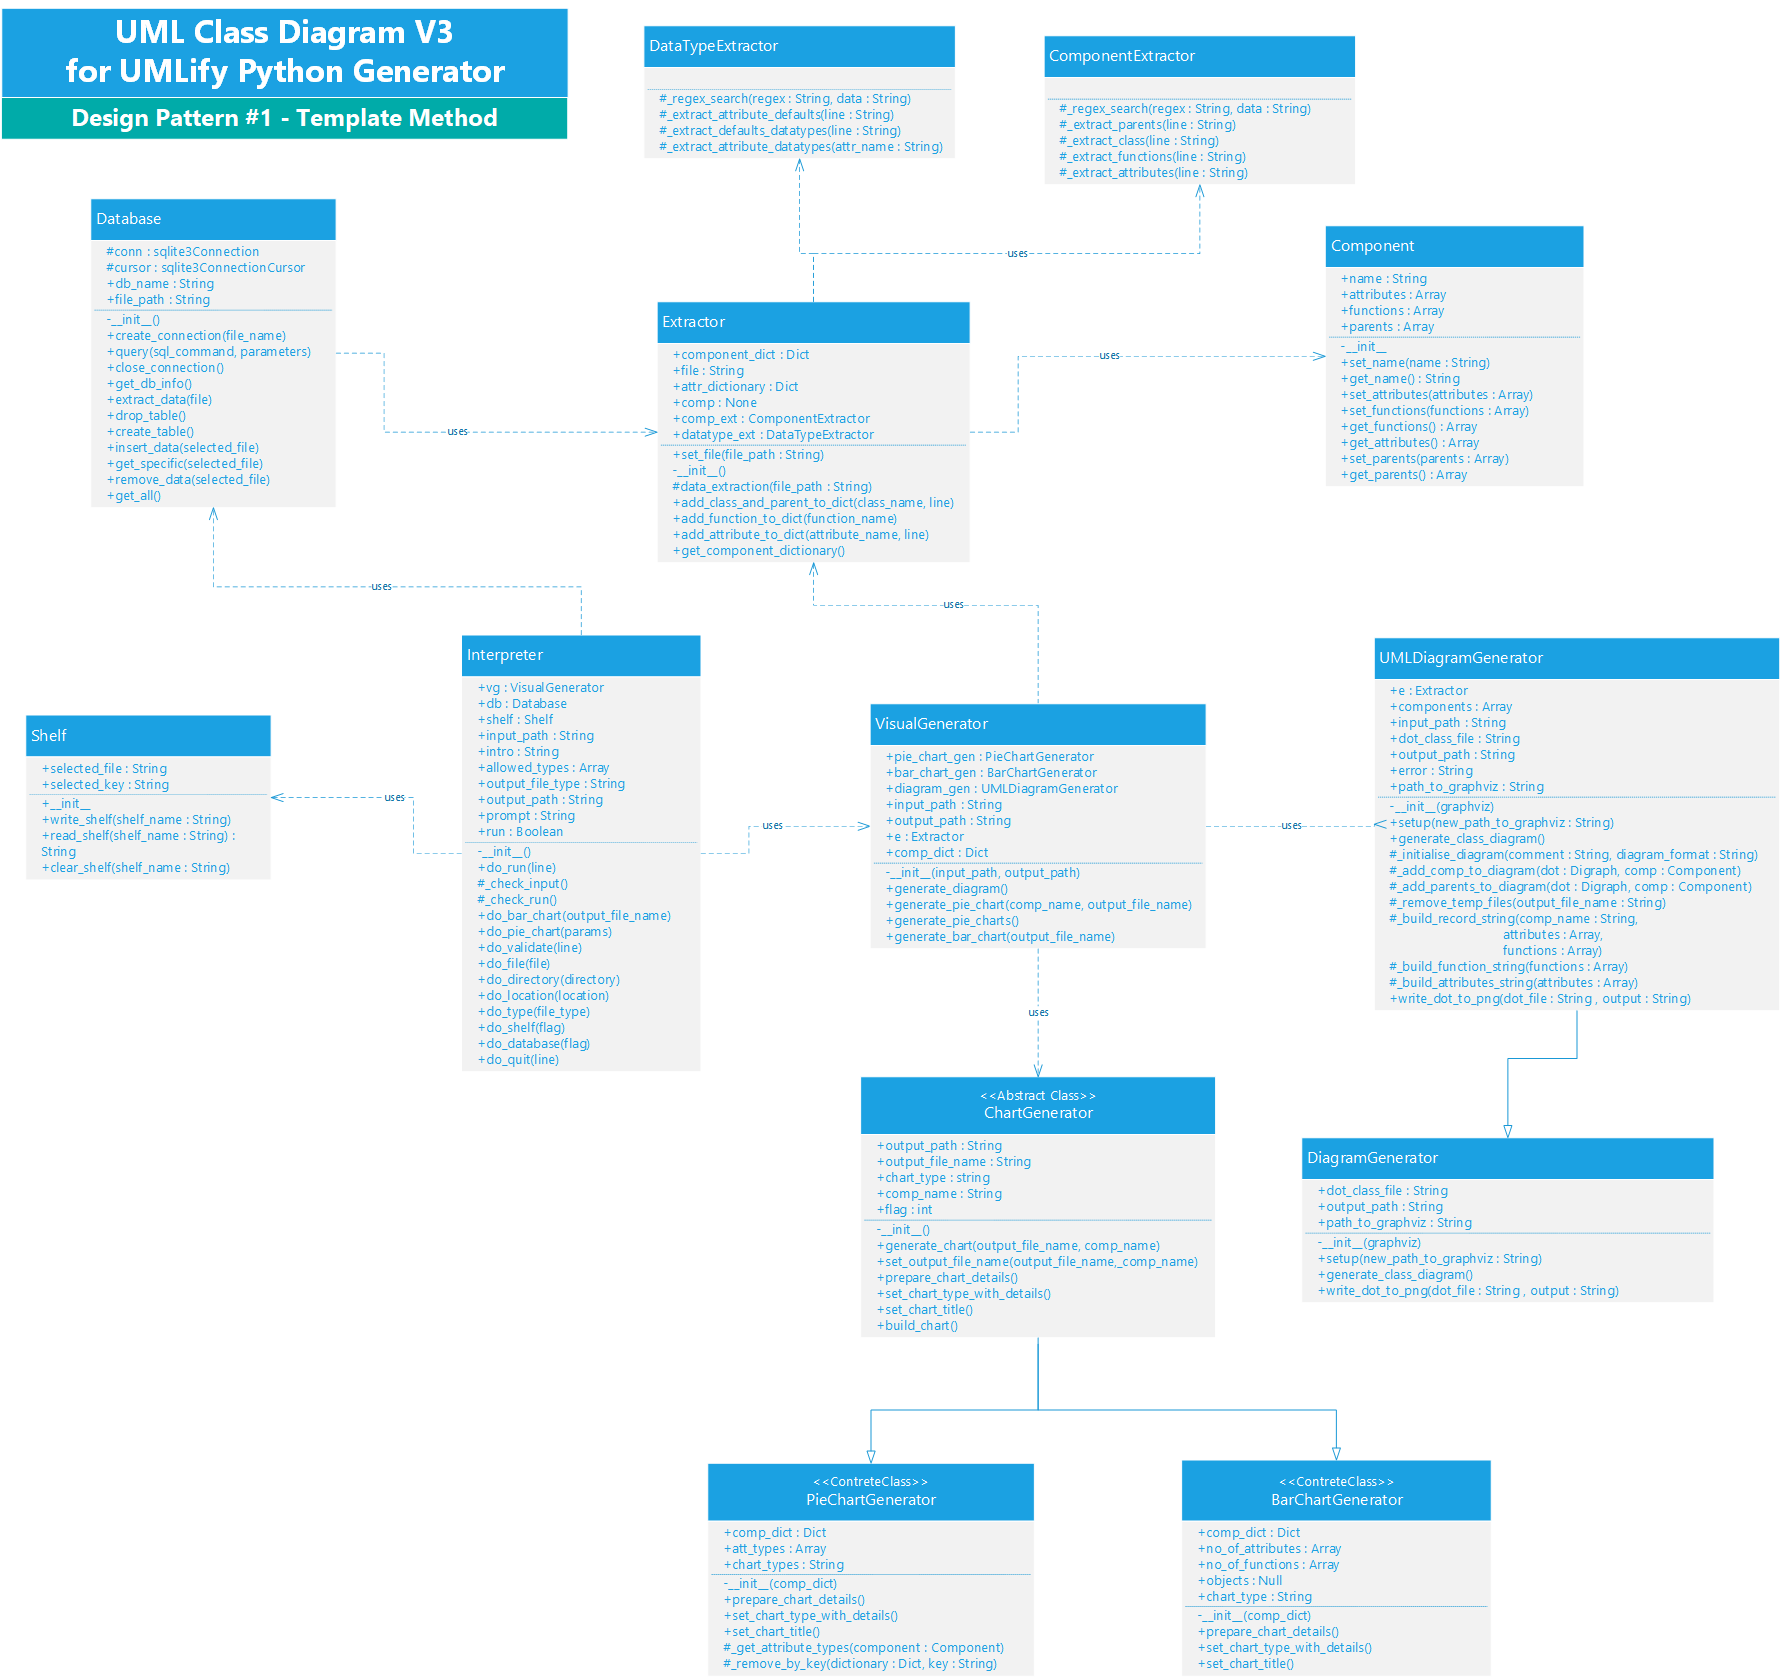 UML Class Diagram V3
for UMLify Python Generator
Design Pattern #1 - Template Method
DataTypeExtractor
#_regex_search(regex : String, data : String)
#_extract_attribute_defaults(line : String)
#_extract_defaults_datatypes(line : String)
#_extract_attribute_datatypes(attr_name : String)
ComponentExtractor
#_regex_search(regex : String, data : String)
#_extract_parents(line : String)
#_extract_class(line : String)
#_extract_functions(line : String)
#_extract_attributes(line : String)
uses
Database
#conn : sqlite3Connection
#cursor : sqlite3ConnectionCursor
+db_name : String
+file_path : String
-__init__()
+create_connection(file_name)
+query(sql_command, parameters)
+close_connection()
+get_db_info()
+extract_data(file)
+drop_table()
+create_table()
+insert_data(selected_file)
+get_specific(selected_file)
+remove_data(selected_file)
+get_all()
uses
Extractor
+component_dict : Dict
+file : String
+attr_dictionary : Dict
+comp : None
+comp_ext : ComponentExtractor
+datatype_ext : DataTypeExtractor
+set_file(file_path : String)
-__init__()
#data_extraction(file_path : String)
+add_class_and_parent_to_dict(class_name, line)
+add_function_to_dict(function_name)
+add_attribute_to_dict(attribute_name, line)
+get_component_dictionary()
uses
Component
+name : String
+attributes : Array
+functions : Array
+parents : Array
-__init__
+set_name(name : String)
+get_name() : String
+set_attributes(attributes : Array)
+set_functions(functions : Array)
+get_functions() : Array
+get_attributes() : Array
+set_parents(parents : Array)
+get_parents() : Array
uses
uses
Shelf
+selected_file : String
+selected_key : String
+__init__
+write_shelf(shelf_name : String)
+read_shelf(shelf_name : String) :
String
+clear_shelf(shelf_name : String)
uses
Interpreter
+vg : VisualGenerator
+db : Database
+shelf : Shelf
+input_path : String
+intro : String
+allowed_types : Array
+output_file_type : String
+output_path : String
+prompt : String
+run : Boolean
-__init__()
+do_run(line)
#_check_input()
#_check_run()
+do_bar_chart(output_file_name)
+do_pie_chart(params)
+do_validate(line)
+do_file(file)
+do_directory(directory)
+do_location(location)
+do_type(file_type)
+do_shelf(flag)
+do_database(flag)
+do_quit(line)
uses
VisualGenerator
+pie_chart_gen : PieChartGenerator
+bar_chart_gen : BarChartGenerator
+diagram_gen : UMLDiagramGenerator
+input_path : String
+output_path : String
+e : Extractor
+comp_dict : Dict
-__init__(input_path, output_path)
+generate_diagram()
+generate_pie_chart(comp_name, output_file_name)
+generate_pie_charts()
+generate_bar_chart(output_file_name)
uses
UMLDiagramGenerator
+e : Extractor
+components : Array
+input_path : String
+dot_class_file : String
+output_path : String
+error : String
+path_to_graphviz : String
-__init__(graphviz)
+setup(new_path_to_graphviz : String)
+generate_class_diagram()
#_initialise_diagram(comment : String, diagram_format : String)
#_add_comp_to_diagram(dot : Digraph, comp : Component)
#_add_parents_to_diagram(dot : Digraph, comp : Component)
#_remove_temp_files(output_file_name : String)
#_build_record_string(comp_name : String,
attributes : Array,
functions : Array)
#_build_function_string(functions : Array)
#_build_attributes_string(attributes : Array)
+write_dot_to_png(dot_file : String , output : String)
uses
<<Abstract Class>>
ChartGenerator
+output_path : String
+output_file_name : String
+chart_type : string
+comp_name : String
+flag : int
-__init__()
+generate_chart(output_file_name, comp_name)
+set_output_file_name(output_file_name,_comp_name)
+prepare_chart_details()
+set_chart_type_with_details()
+set_chart_title()
+build_chart()
DiagramGenerator
+dot_class_file : String
+output_path : String
+path_to_graphviz : String
-__init__(graphviz)
+setup(new_path_to_graphviz : String)
+generate_class_diagram()
+write_dot_to_png(dot_file : String , output : String)
<<ContreteClass>>
PieChartGenerator
+comp_dict : Dict
+att_types : Array
+chart_types : String
-__init__(comp_dict)
+prepare_chart_details()
+set_chart_type_with_details()
+set_chart_title()
#_get_attribute_types(component : Component)
#_remove_by_key(dictionary : Dict, key : String)
<<ContreteClass>>
BarChartGenerator
+comp_dict : Dict
+no_of_attributes : Array
+no_of_functions : Array
+objects : Null
+chart_type : String
-__init__(comp_dict)
+prepare_chart_details()
+set_chart_type_with_details()
+set_chart_title()